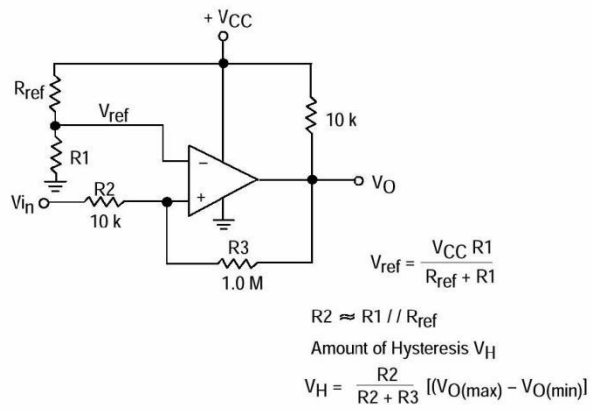 + VCC
Rref
Vref
10 k
R1
−
+
VO
Vin
R2
10 k
R3
1.0 M
Vref = VCC R1 / Rref + R1
R2 ≈ R1 // Rref
Amount of Hysteresis VH
VH = R2 / R2 + R3 [(VO(max) − VO(min)]